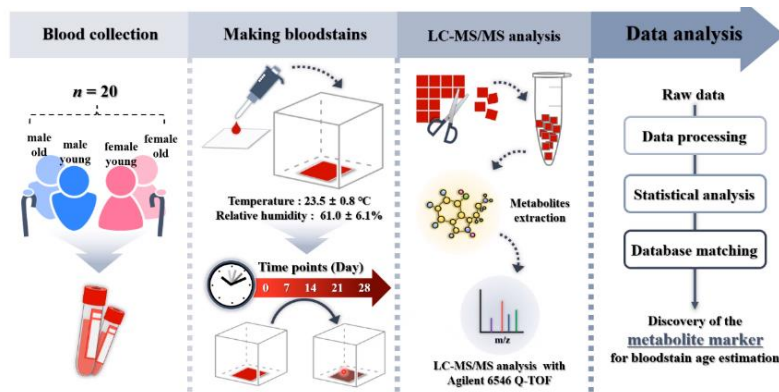 Blood collection
Making bloodstains
LC-MS/MS analysis
Data analysis
n = 20
male
old
male
young
female
young
female
old
Temperature : 23.5 ± 0.8 ℃
Relative humidity : 61.0 ± 6.1%
Time points (Day)
0 7 14 21 28
Metabolites
extraction
m/z
LC-MS/MS analysis with
Agilent 6546 Q-TOF
Raw data
Data processing
Statistical analysis
Database matching
Discovery of the
metabolite marker
for bloodstain age estimation